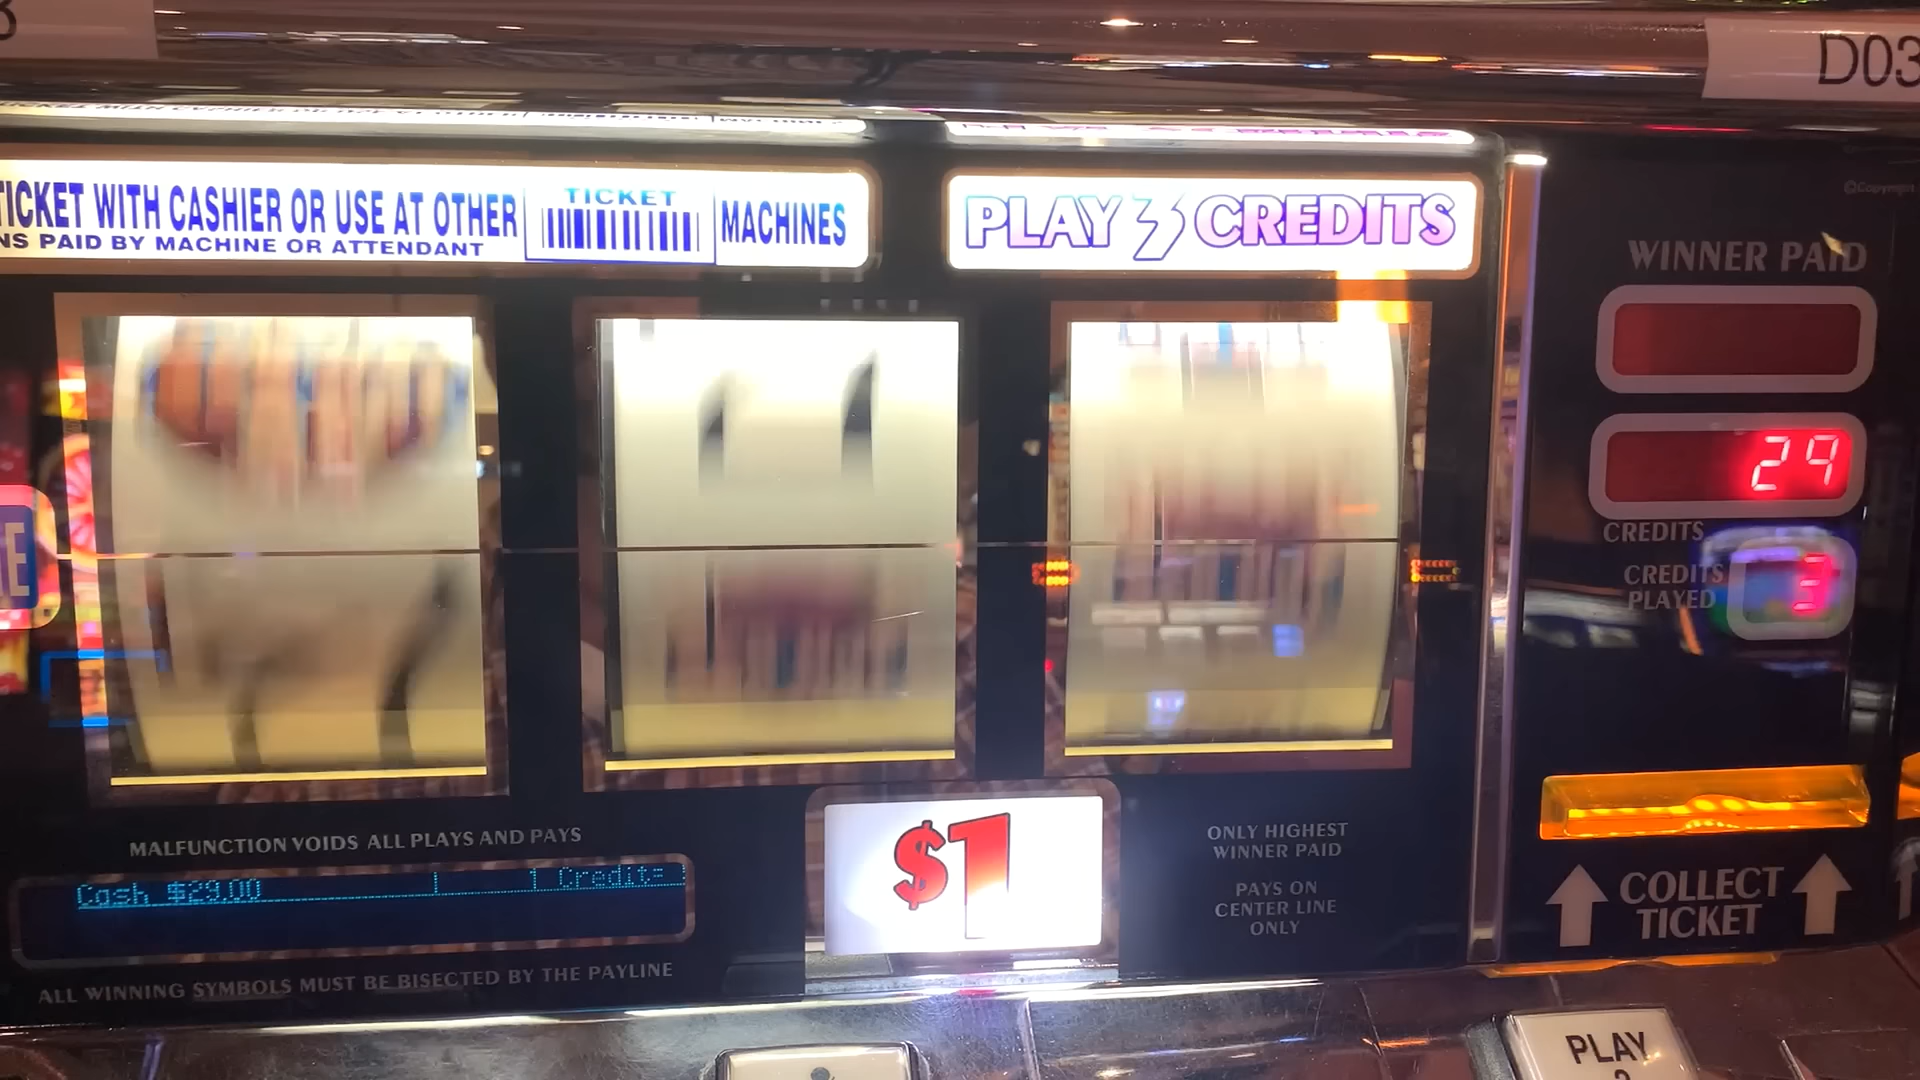 D03
TICKET WITH CASHIER OR USE AT OTHER
TICKET
MACHINES
NS PAID BY MACHINE OR ATTENDANT
PLAY 3 CREDITS
©Copyright
WINNER PAID
29
CREDITS
CREDITS
PLAYED
3
E
MALFUNCTION VOIDS ALL PLAYS AND PAYS
Cash $29.00
1 Credit=
ALL WINNING SYMBOLS MUST BE BISECTED BY THE PAYLINE
$1
ONLY HIGHEST
WINNER PAID
PAYS ON
CENTER LINE
ONLY
COLLECT
TICKET
PLAY